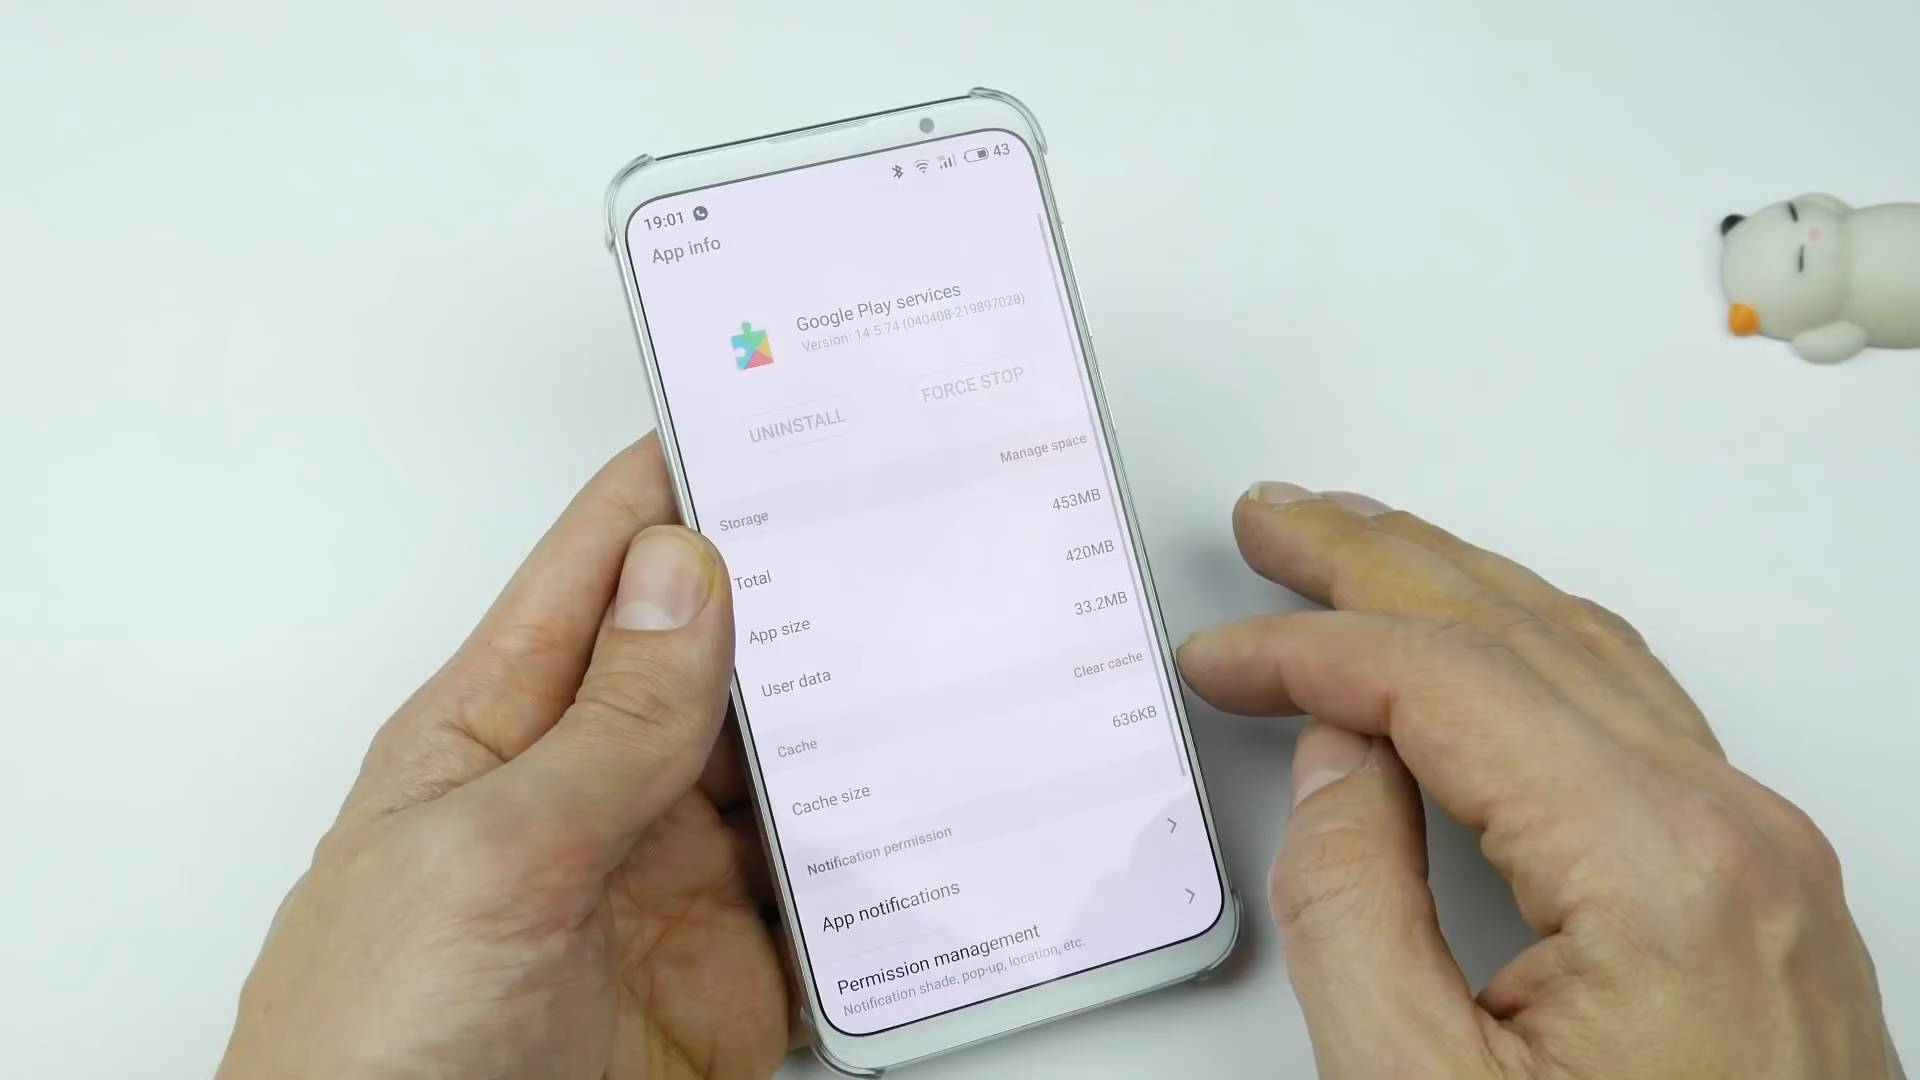 19:01
43
App info
Google Play services
Version: 14.5.74 (040408-219897028)
UNINSTALL
FORCE STOP
Storage
Manage space
Total
453MB
App size
420MB
User data
33.2MB
Cache
Clear cache
Cache size
636KB
Notification permission
App notifications
Permission management
Notification shade, pop-up, location, etc.